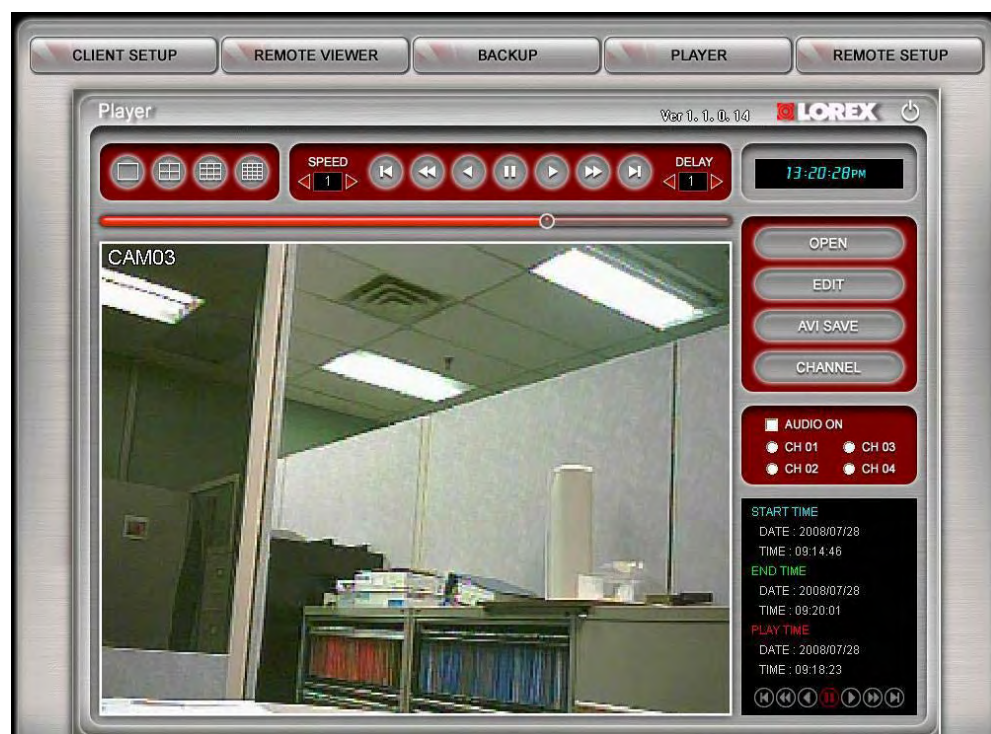 CLIENT SETUP
REMOTE VIEWER
BACKUP
PLAYER
REMOTE SETUP
Player
Ver 1. 1. 0. 14
LOREX
SPEED
1
DELAY
1
13:20:28PM
CAM03
OPEN
EDIT
AVI SAVE
CHANNEL
AUDIO ON
CH 01
CH 03
CH 02
CH 04
START TIME
DATE : 2008/07/28
TIME : 09:14:46
END TIME
DATE : 2008/07/28
TIME : 09:20:01
PLAY TIME
DATE : 2008/07/28
TIME : 09:18:23